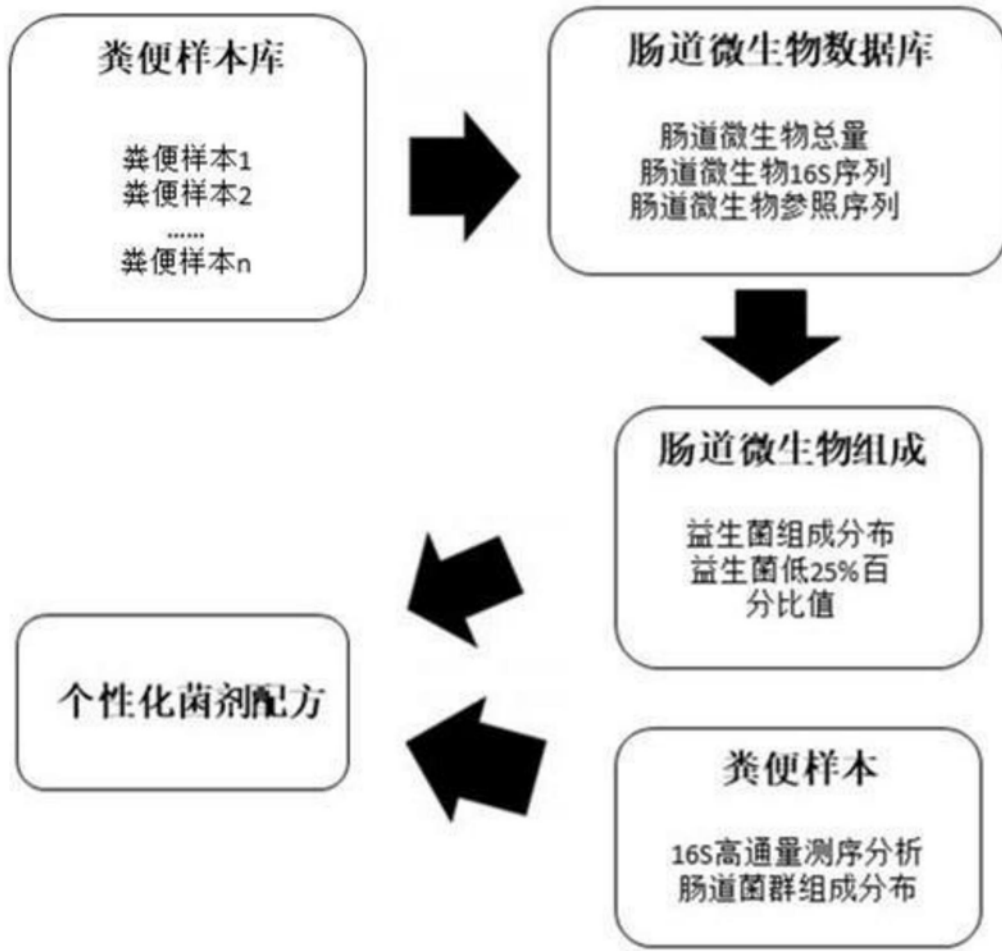 粪便样本库
粪便样本1
粪便样本2
……
粪便样本n
肠道微生物数据库
肠道微生物总量
肠道微生物16S序列
肠道微生物参照序列
肠道微生物组成
益生菌组成分布
益生菌低25%百
分比值
个性化菌剂配方
粪便样本
16S高通量测序分析
肠道菌群组成分布